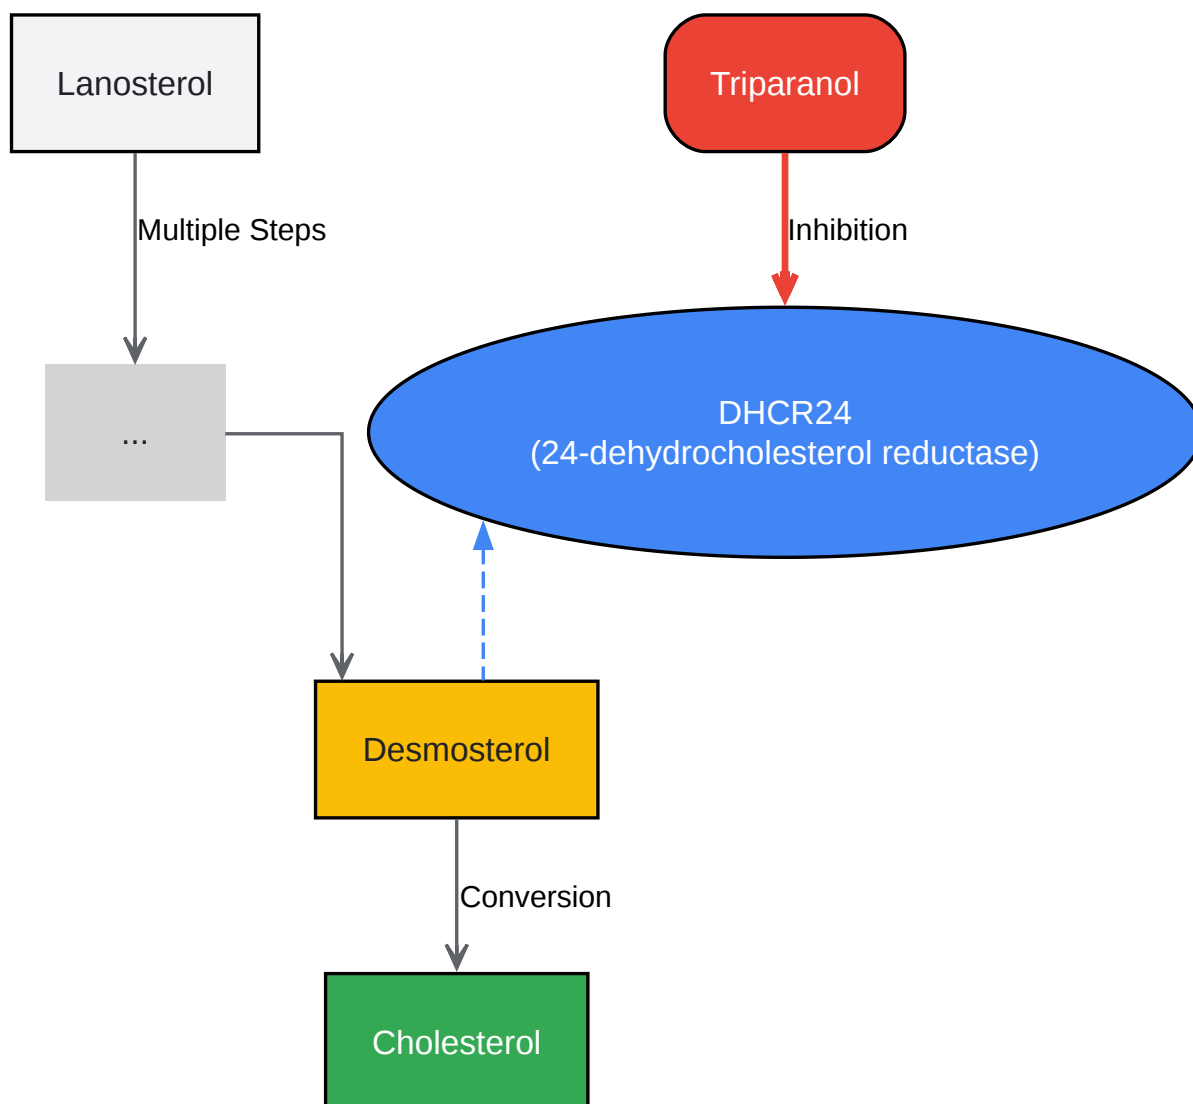 Lanosterol
Triparanol
Multiple Steps
Inhibition
DHCR24
(24-dehydrocholesterol reductase)
...
Desmosterol
Conversion
Cholesterol